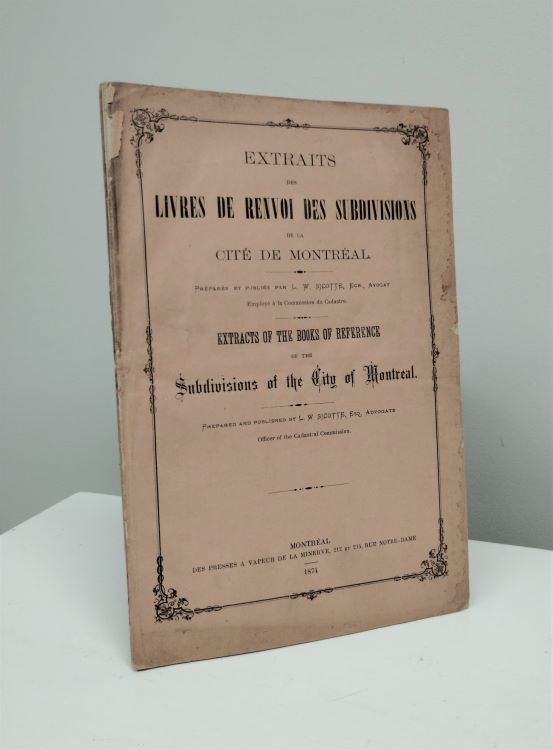 EXTRAITS
DES
LIVRES DE RENVOI DES SUBDIVISIONS
DE LA
CITÉ DE MONTRÉAL.
PRÉPARÉS ET PUBLIÉS PAR L. W. SICOTTE, ECR., AVOCAT
Employé à la Commission du Cadastre.
EXTRACTS OF THE BOOKS OF REFERENCE
OF THE
Subdivisions of the City of Montreal.
PREPARED AND PUBLISHED BY L. W SICOTTE, ESQ, ADVOCATE
Officer of the Cadastral Commission.
MONTRÉAL
DES PRESSES A VAPEUR DE LA MINERVE, 212 ET 214, RUE NOTRE-DAME
1874